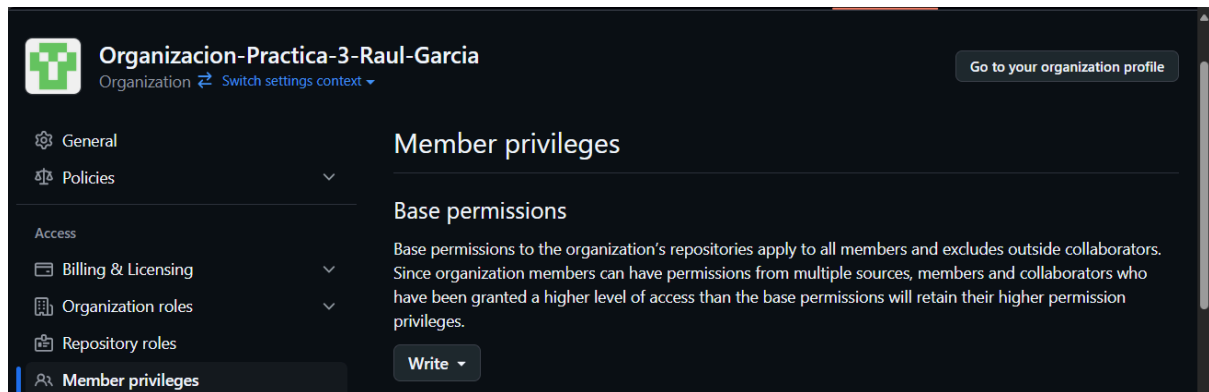 Organizacion-Practica-3-Raul-Garcia
Organization Switch settings context
Go to your organization profile
General
Policies
Access
Billing & Licensing
Organization roles
Repository roles
Member privileges
Member privileges
Base permissions
Base permissions to the organization’s repositories apply to all members and excludes outside collaborators.
Since organization members can have permissions from multiple sources, members and collaborators who
have been granted a higher level of access than the base permissions will retain their higher permission
privileges.
Write